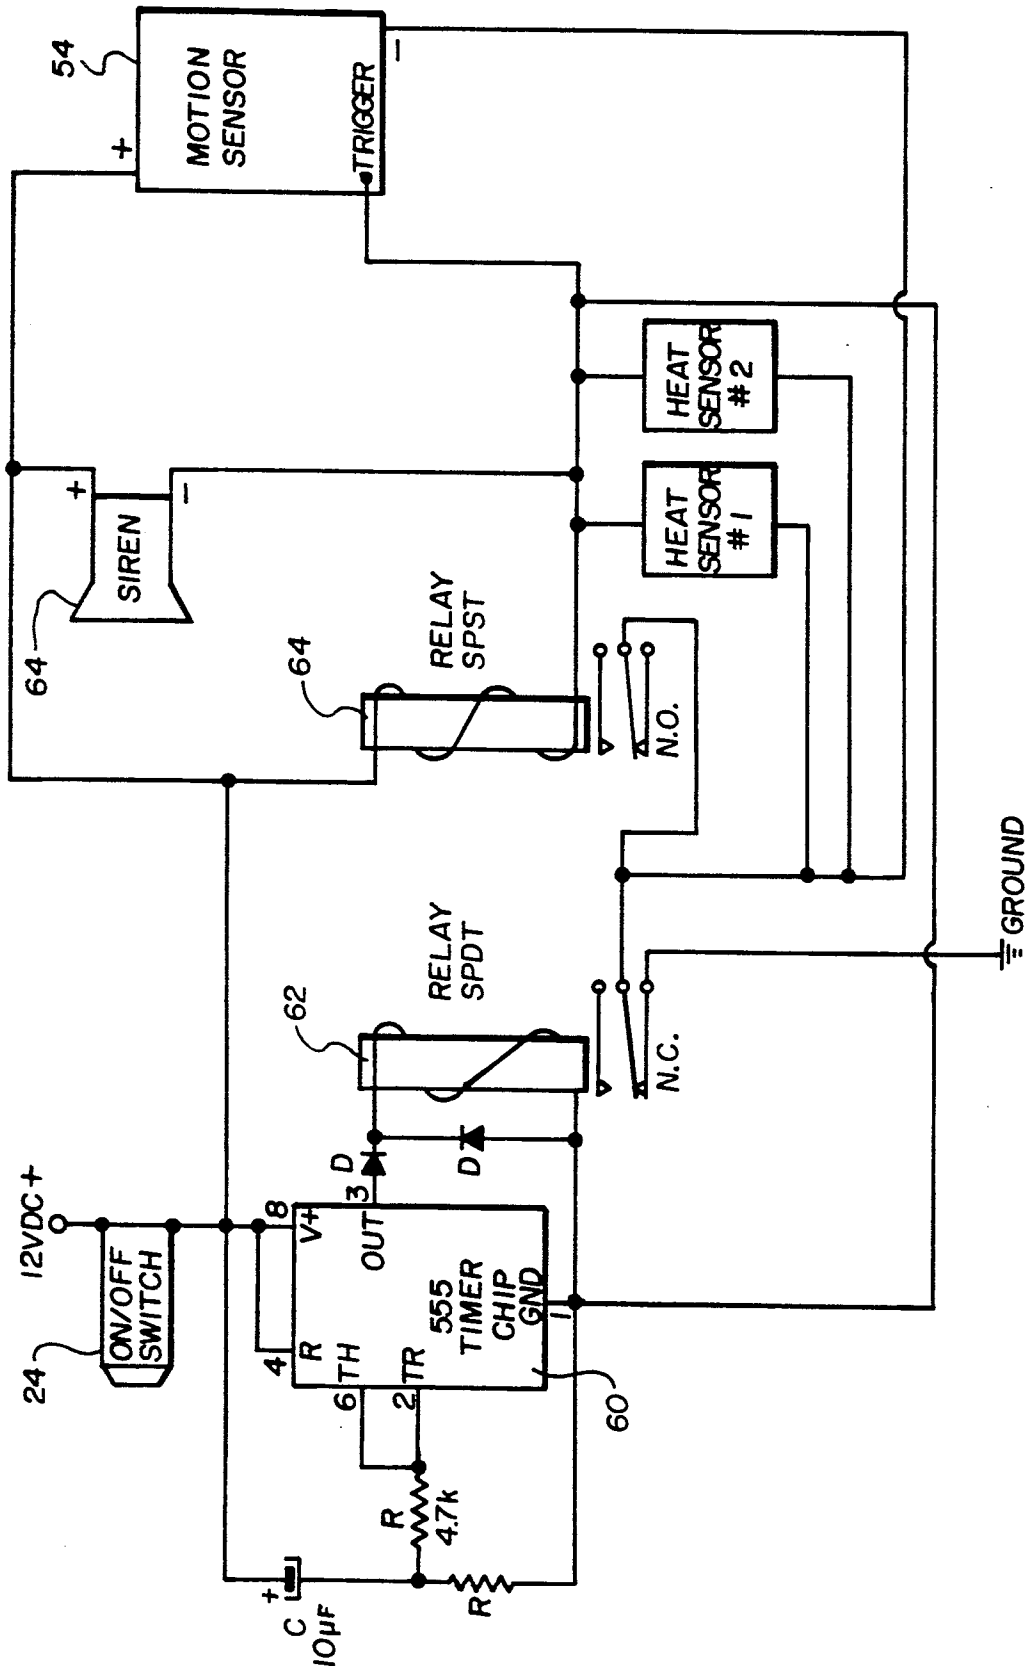 12VDC+
24
ON/OFF
SWITCH
64
+
SIREN
-
+
54
MOTION
SENSOR
TRIGGER
-
C
+
10µF
R
4.7k
R
4
R
8
V+
6
TH
2
TR
3
OUT
555
TIMER
CHIP
GND
1
60
D
D
62
RELAY
SPDT
N.C.
64
RELAY
SPST
N.O.
HEAT
SENSOR
#1
HEAT
SENSOR
#2
GROUND